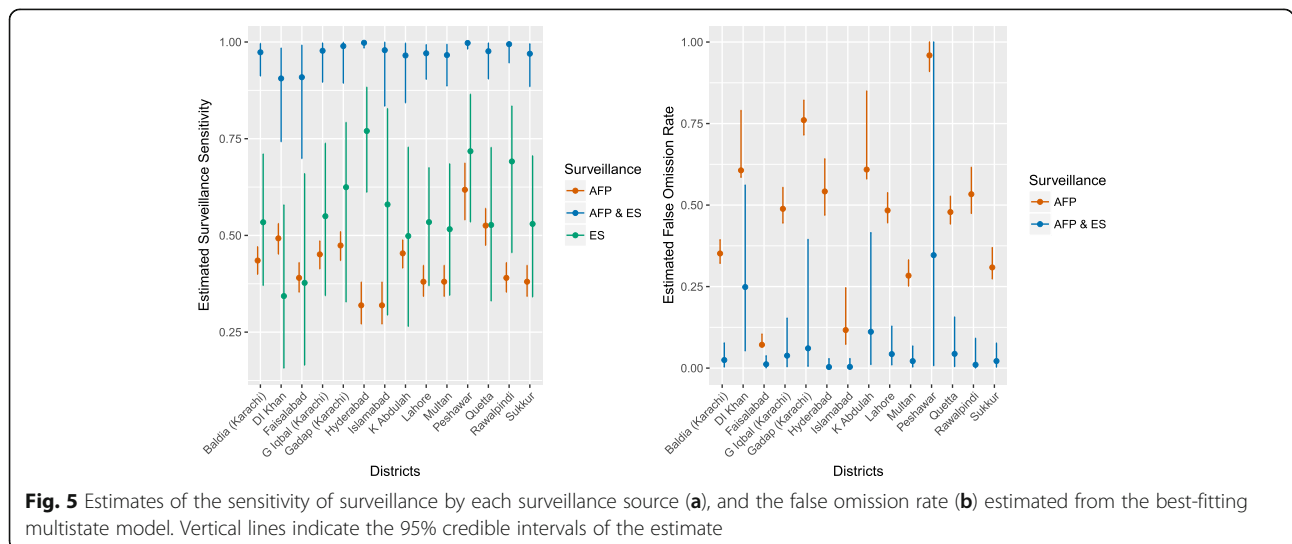 1.00
0.75
0.50
0.25
Estimated Surveillance Sensitivity
Baldia (Karachi)
DI Khan
Faisalabad
G Iqbal (Karachi)
Gadap (Karachi)
Hyderabad
Islamabad
K Abdulah
Lahore
Multan
Peshawar
Quetta
Rawalpindi
Sukkur
Districts
Surveillance
AFP
AFP & ES
ES
1.00
0.75
0.50
0.25
0.00
Estimated False Omission Rate
Baldia (Karachi)
DI Khan
Faisalabad
G Iqbal (Karachi)
Gadap (Karachi)
Hyderabad
Islamabad
K Abdulah
Lahore
Multan
Peshawar
Quetta
Rawalpindi
Sukkur
Districts
Surveillance
AFP
AFP & ES
Fig. 5 Estimates of the sensitivity of surveillance by each surveillance source (a), and the false omission rate (b) estimated from the best-fitting
multistate model. Vertical lines indicate the 95% credible intervals of the estimate